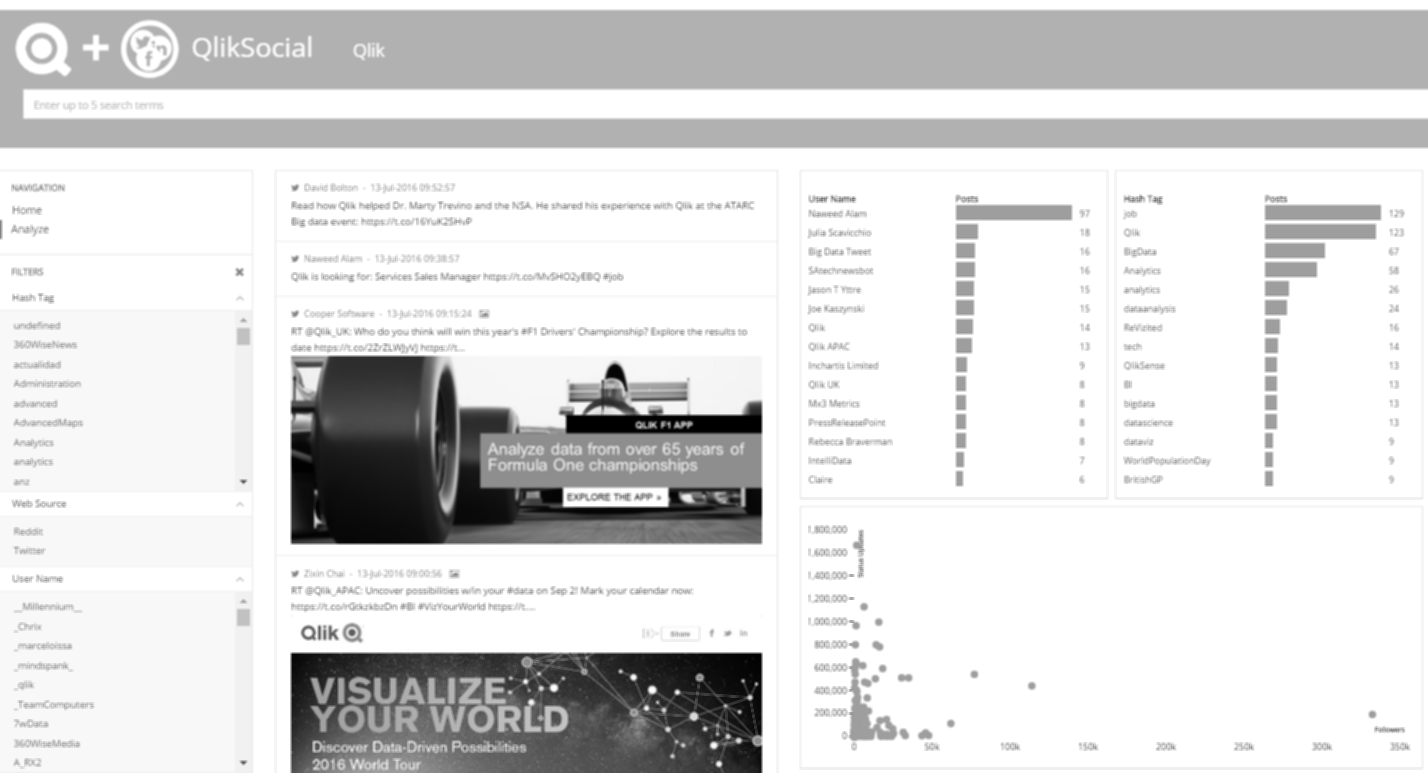 QlikSocial Qlik
Enter up to 5 search terms
NAVIGATION
Home
Analyze
FILTERS
Hash Tag
undefined
360WiseNews
actualidad
Administration
advanced
AdvancedMaps
Analytics
analytics
anz
Web Source
Reddit
Twitter
User Name
__Millennium__
_Chrix
_marceloissa
_mindspank_
_qlik
_TeamComputers
7wData
360WiseMedia
A_RX2
David Bolton - 13-Jul-2016 09:52:57
Read how Qlik helped Dr. Marty Trevino and the NSA. He shared his experience with Qlik at the ATARC
Big data event: https://t.co/16YuK25HvP
Naweed Alam - 13-Jul-2016 09:38:57
Qlik is looking for: Services Sales Manager https://t.co/MvSHO2yEBQ #job
Cooper Software - 13-Jul-2016 09:15:24
RT @Qlik_UK: Who do you think will win this year's #F1 Drivers' Championship? Explore the results to
date https://t.co/2ZrZLWJyVJ https://t...
QLIK F1 APP
Analyze data from over 65 years of
Formula One championships
EXPLORE THE APP »
Zixin Chai - 13-Jul-2016 09:00:56
RT @Qlik_APAC: Uncover possibilities w/in your #data on Sep 2! Mark your calendar now:
https://t.co/rGtkzkbzDn #BI #VizYourWorld https://t....
Qlik
Share f in
VISUALIZE
YOUR WORLD
Discover Data-Driven Possibilities
2016 World Tour
User Name Posts
Naweed Alam 97
Julia Scavicchio 18
Big Data Tweet 16
SAtechnewsbot 16
Jason T Yttre 15
Joe Kaszynski 15
Qlik 14
Qlik APAC 13
Inchartis Limited 9
Qlik UK 8
Mx3 Metrics 8
PressReleasePoint 8
Rebecca Braverman 8
IntelliData 7
Claire 6
Hash Tag Posts
job 129
Qlik 123
BigData 67
Analytics 58
analytics 26
dataanalysis 24
ReVizited 16
tech 14
QlikSense 13
BI 13
bigdata 13
datascience 13
dataviz 9
WorldPopulationDay 9
BritishGP 9
Status Updates
1,800,000
1,600,000
1,400,000
1,200,000
1,000,000
800,000
600,000
400,000
200,000
0
Followers
0 50k 100k 150k 200k 250k 300k 350k